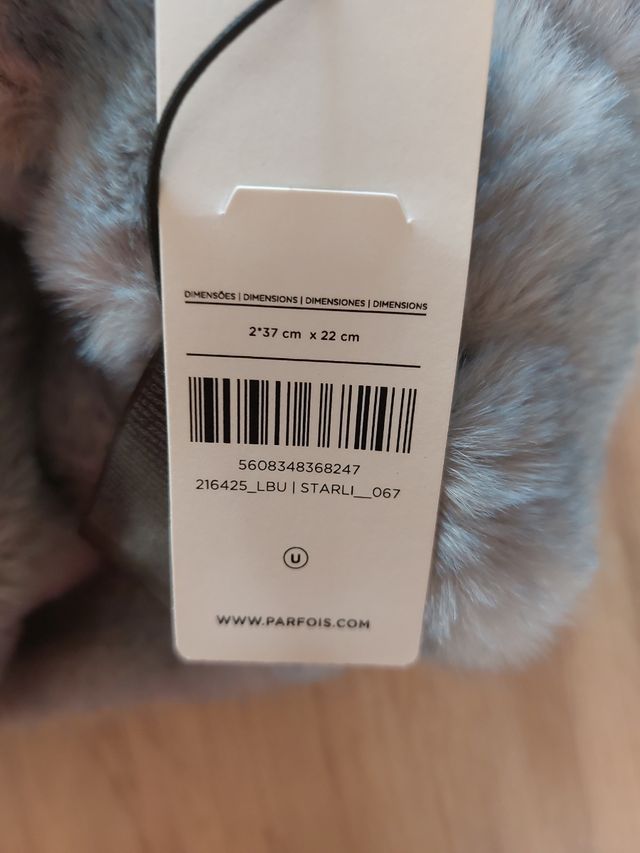 DIMENSÕES | DIMENSIONS | DIMENSIONES | DIMENSIONS
2*37 cm x 22 cm
5608348368247
216425_LBU | STARLI__067
U
WWW.PARFOIS.COM